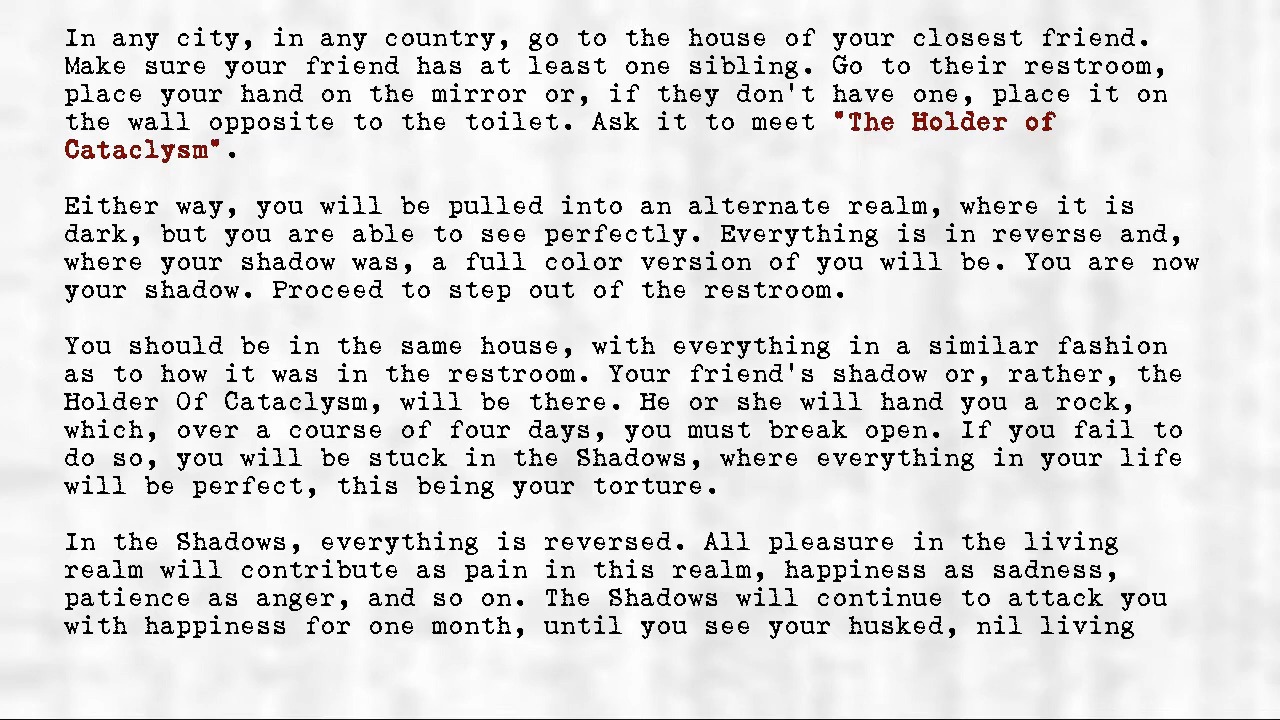 In any city, in any country, go to the house of your closest friend.
Make sure your friend has at least one sibling. Go to their restroom,
place your hand on the mirror or, if they don't have one, place it on
the wall opposite to the toilet. Ask it to meet "The Holder of
Cataclysm".
Either way, you will be pulled into an alternate realm, where it is
dark, but you are able to see perfectly. Everything is in reverse and,
where your shadow was, a full color version of you will be. You are now
your shadow. Proceed to step out of the restroom.
You should be in the same house, with everything in a similar fashion
as to how it was in the restroom. Your friend's shadow or, rather, the
Holder Of Cataclysm, will be there. He or she will hand you a rock,
which, over a course of four days, you must break open. If you fail to
do so, you will be stuck in the Shadows, where everything in your life
will be perfect, this being your torture.
In the Shadows, everything is reversed. All pleasure in the living
realm will contribute as pain in this realm, happiness as sadness,
patience as anger, and so on. The Shadows will continue to attack you
with happiness for one month, until you see your husked, nil living